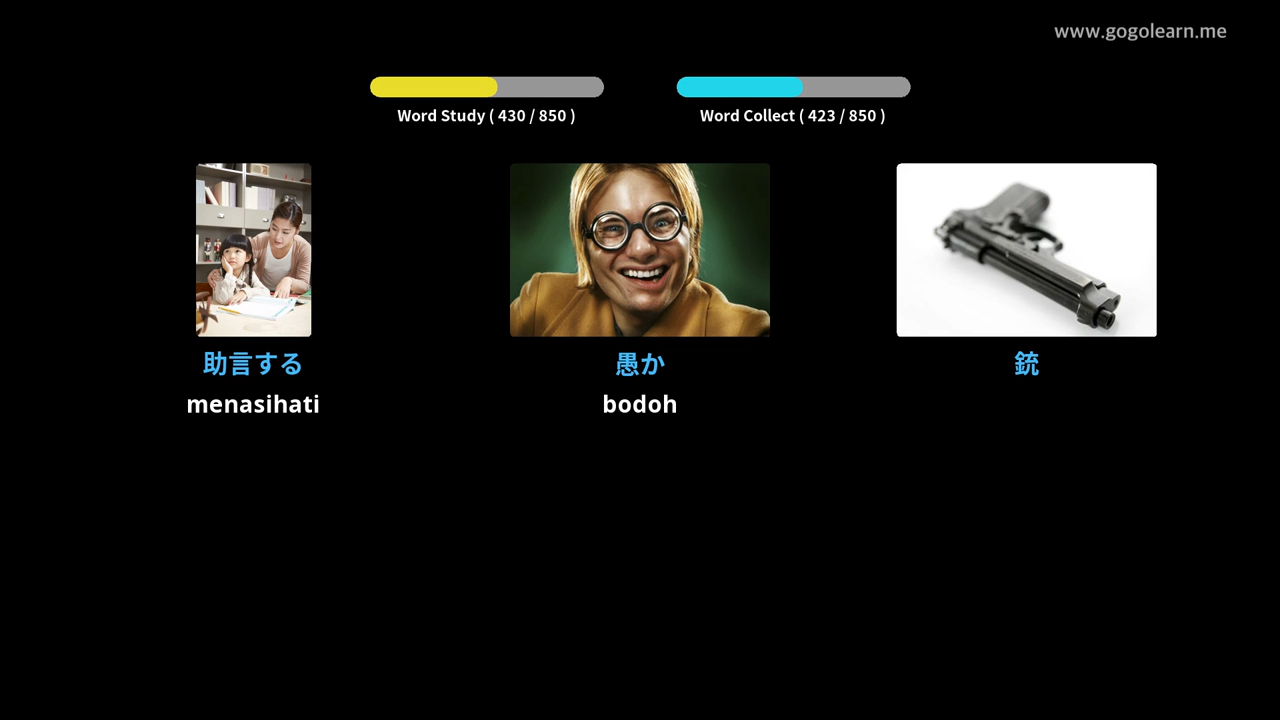 www.gogolearn.me
Word Study ( 430 / 850 )
Word Collect ( 423 / 850 )
助言する
愚か
銃
menasihati
bodoh